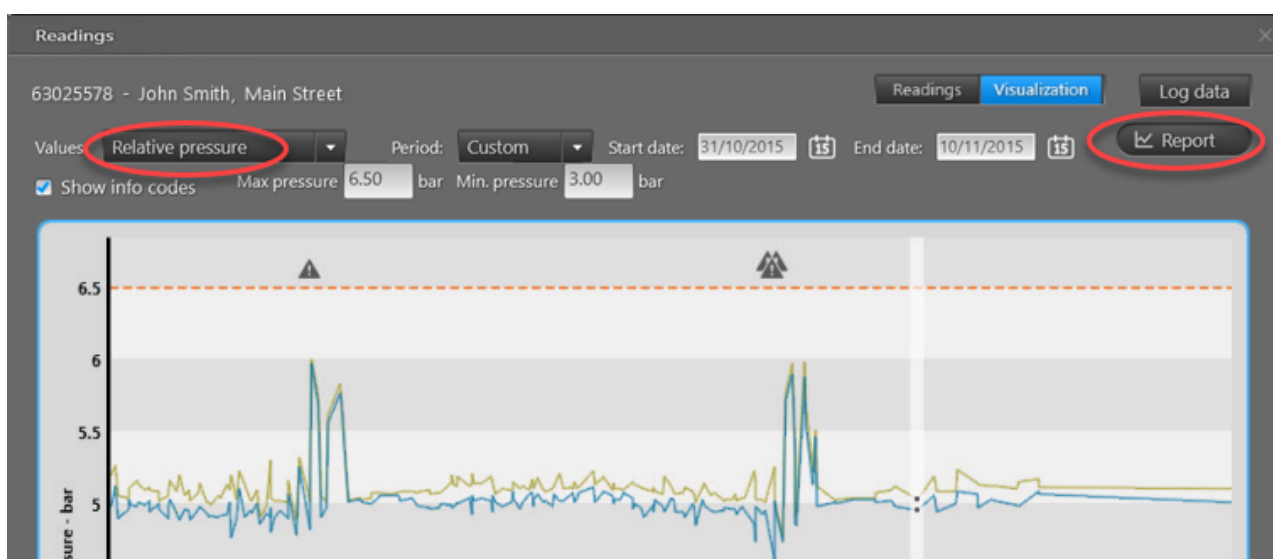 Readings
63025578 - John Smith, Main Street
Readings Visualization Log data
Values Relative pressure Period: Custom Start date: 31/10/2015 15 End date: 10/11/2015 15 Report
Show info codes Max pressure 6.50 bar Min. pressure 3.00 bar
6.5
6
5.5
5
sure - bar